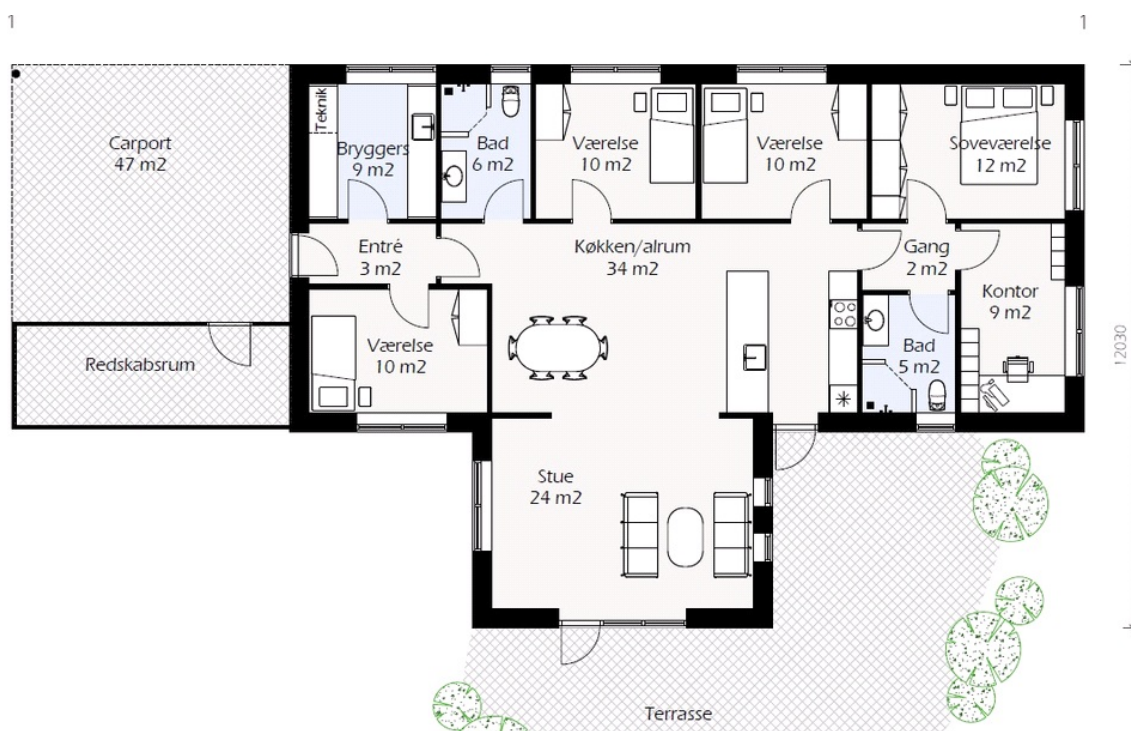 1
1
Teknik
Carport
47 m2
Bryggers
9 m2
Bad
6 m2
Værelse
10 m2
Værelse
10 m2
Soveværelse
12 m2
Entré
3 m2
Køkken/alrum
34 m2
Gang
2 m2
Kontor
9 m2
Redskabsrum
Værelse
10 m2
Bad
5 m2
12030
Stue
24 m2
Terrasse